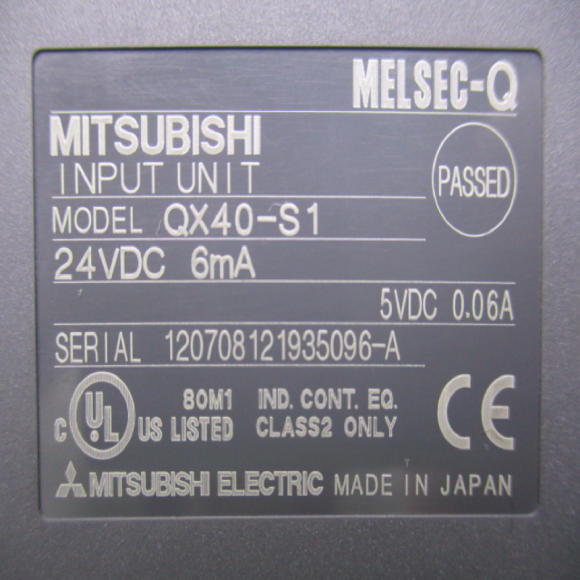 MELSEC-Q
MITSUBISHI
INPUT UNIT
PASSED
MODEL QX40-S1
24VDC 6mA
5VDC 0.06A
SERIAL 120708121935096-A
C UL US LISTED
80M1 IND. CONT. EQ.
CLASS2 ONLY
CE
MITSUBISHI ELECTRIC MADE IN JAPAN